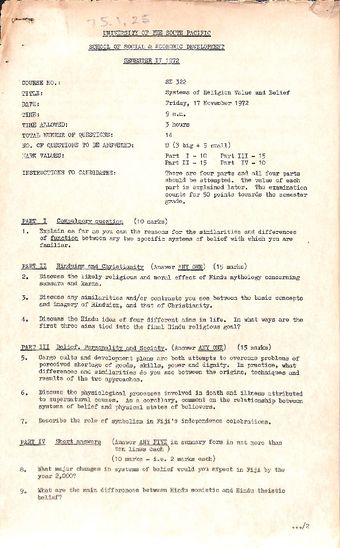 75.1.25
UNIVERSITY OF THE SOUTH PACIFIC
SCHOOL OF SOCIAL & ECONOMIC DEVELOPMENT
SEMESTER II 1972
COURSE NO.: SE 322
TITLE: Systems of Religion Value and Belief
DATE: Friday, 17 November 1972
TIME: 9 a.m.
TIME ALLOWED: 3 hours
TOTAL NUMBER OF QUESTIONS: 14
NO. OF QUESTIONS TO BE ANSWERED: (3 big + 5 small)
MARK VALUES: Part I - 10 Part III - 15
Part II - 15 Part IV - 10
INSTRUCTIONS TO CANDIDATES: There are four parts and all four parts
should be attempted. The value of each
part is explained later. The examination
counts for 50 points towards the semester
grade.
PART I Compulsory question (10 marks)
1. Explain as far as you can the reasons for the similarities and differences
of function between any two specific systems of belief with which you are
familiar.
PART II Hinduism and Christianity (Answer ANY ONE) (15 marks)
2. Discuss the likely religious and moral effect of Hindu mythology concerning
samsara and karma.
3. Discuss any similarities and/or contrasts you see between the basic concepts
and imagery of Hinduism, and that of Christianity.
4. Discuss the Hindu idea of four different aims in life. In what ways are the
first three aims tied into the final Hindu religious goal?
PART III Belief, Personality and Society. (Answer ANY ONE) (15 marks)
5. Cargo cults and development plans are both attempts to overcome problems of
perceived shortage of goods, skills, power and dignity. In practice, what
differences and similarities do you see between the origins, techniques and
results of the two approaches.
6. Discuss the physiological processes involved in death and illness attributed
to supernatural causes. As a corollary, comment on the relationship between
systems of belief and physical states of believers.
7. Describe the role of symbolism in Fiji's independence celebrations.
PART IV Short answers (Answer ANY FIVE in summary form in not more than
ten lines each)
(10 marks - i.e. 2 marks each)
8. What major changes in systems of belief would you expect in Fiji by the
year 2,000?
9. What are the main differences between Hindu monistic and Hindu theistic
belief?
.../2